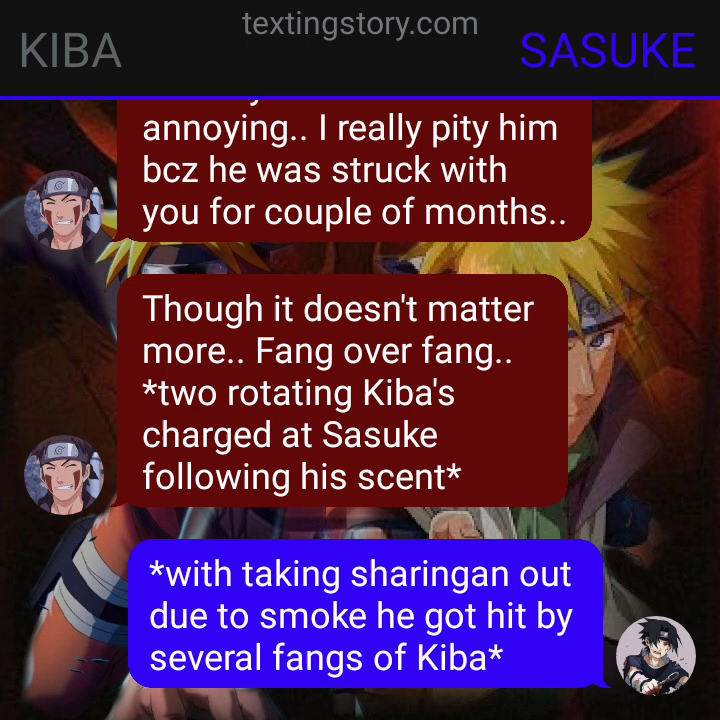 textingstory.com
KIBA
SASUKE
annoying.. I really pity him
bcz he was struck with
you for couple of months..
Though it doesn't matter
more.. Fang over fang..
*two rotating Kiba's
charged at Sasuke
following his scent*
*with taking sharingan out
due to smoke he got hit by
several fangs of Kiba*